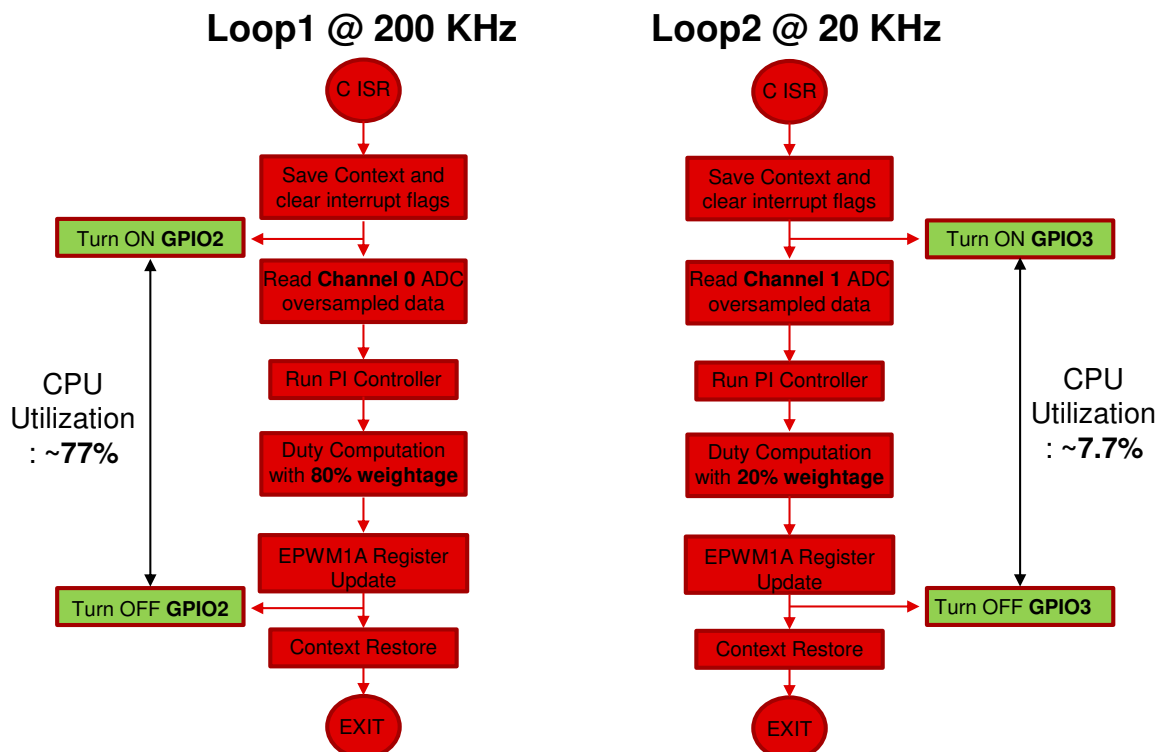 Loop1 @ 200 KHz
C ISR
Save Context and
clear interrupt flags
Turn ON GPIO2
Read Channel 0 ADC
oversampled data
Run PI Controller
CPU
Utilization
: ~77%
Duty Computation
with 80% weightage
EPWM1A Register
Update
Turn OFF GPIO2
Context Restore
EXIT
Loop2 @ 20 KHz
C ISR
Save Context and
clear interrupt flags
Turn ON GPIO3
Read Channel 1 ADC
oversampled data
Run PI Controller
CPU
Utilization
: ~7.7%
Duty Computation
with 20% weightage
EPWM1A Register
Update
Turn OFF GPIO3
Context Restore
EXIT